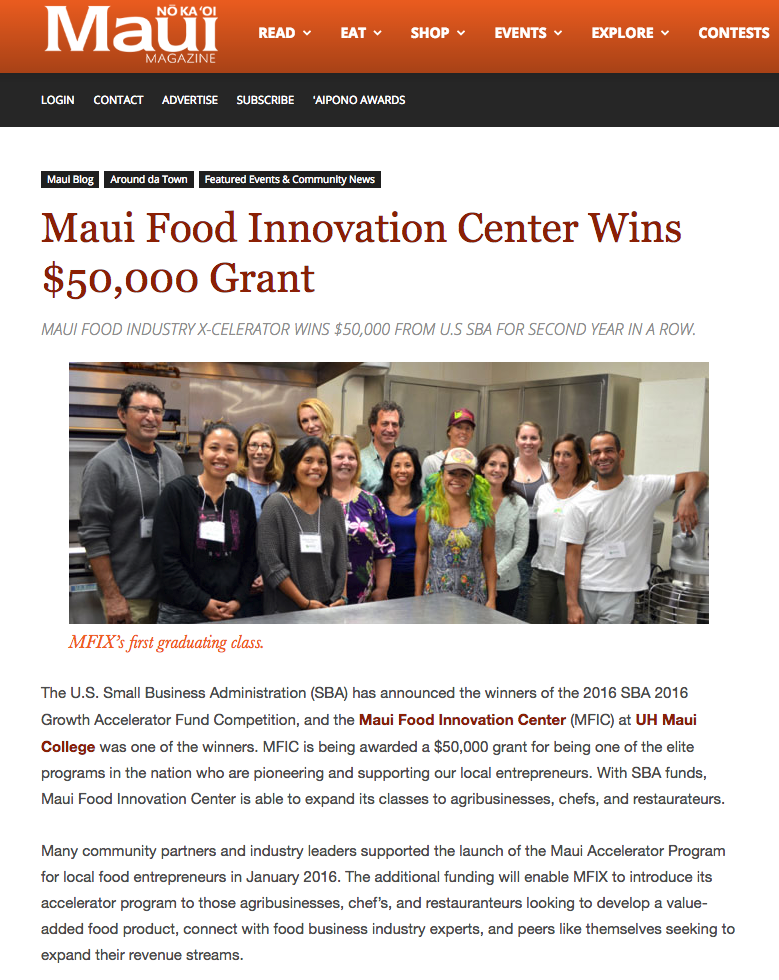 NŌ KA ʻOI
Maui
MAGAZINE
READ
EAT
SHOP
EVENTS
EXPLORE
CONTESTS
LOGIN
CONTACT
ADVERTISE
SUBSCRIBE
'AIPONO AWARDS
Maui Blog
Around da Town
Featured Events & Community News
Maui Food Innovation Center Wins
$50,000 Grant
MAUI FOOD INDUSTRY X-CELERATOR WINS $50,000 FROM U.S SBA FOR SECOND YEAR IN A ROW.
MFIX's first graduating class.
The U.S. Small Business Administration (SBA) has announced the winners of the 2016 SBA 2016
Growth Accelerator Fund Competition, and the Maui Food Innovation Center (MFIC) at UH Maui
College was one of the winners. MFIC is being awarded a $50,000 grant for being one of the elite
programs in the nation who are pioneering and supporting our local entrepreneurs. With SBA funds,
Maui Food Innovation Center is able to expand its classes to agribusinesses, chefs, and restaurateurs.
Many community partners and industry leaders supported the launch of the Maui Accelerator Program
for local food entrepreneurs in January 2016. The additional funding will enable MFIX to introduce its
accelerator program to those agribusinesses, chef's, and restauranteurs looking to develop a value-
added food product, connect with food business industry experts, and peers like themselves seeking to
expand their revenue streams.